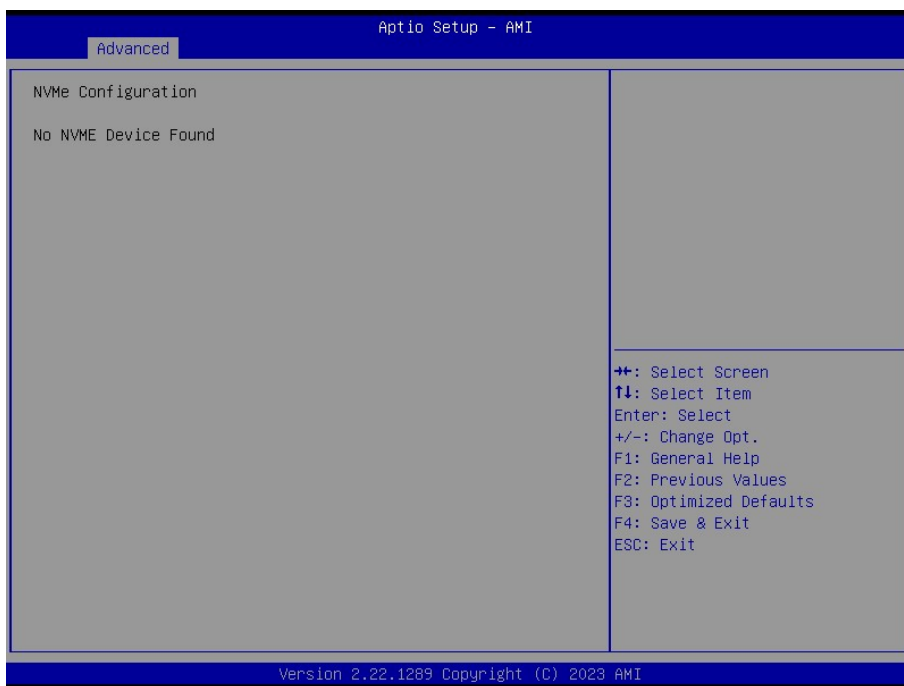 Aptio Setup - AMI
Advanced
NVMe Configuration
No NVME Device Found
→←: Select Screen
↑↓: Select Item
Enter: Select
+/-: Change Opt.
F1: General Help
F2: Previous Values
F3: Optimized Defaults
F4: Save & Exit
ESC: Exit
Version 2.22.1289 Copyright (C) 2023 AMI